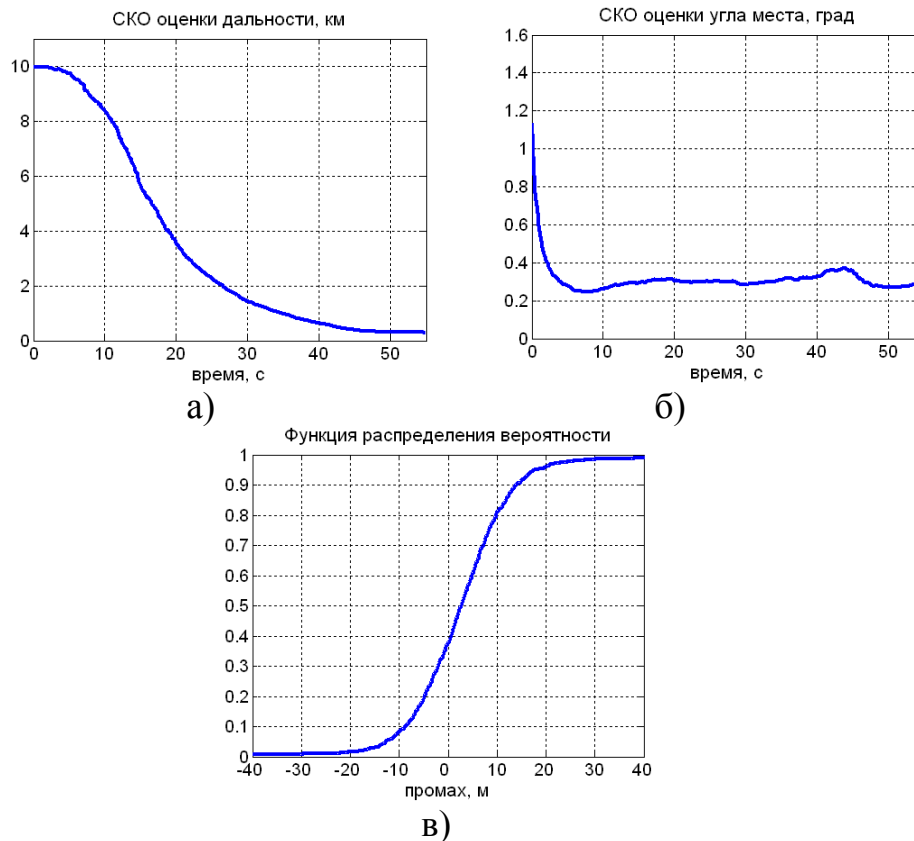 СКО оценки дальности, км
10
8
6
4
2
0
0 10 20 30 40 50
время, с
а)
СКО оценки угла места, град
1.6
1.4
1.2
1
0.8
0.6
0.4
0.2
0
0 10 20 30 40 50
время, с
б)
Функция распределения вероятности
1
0.9
0.8
0.7
0.6
0.5
0.4
0.3
0.2
0.1
0
-40 -30 -20 -10 0 10 20 30 40
промах, м
в)